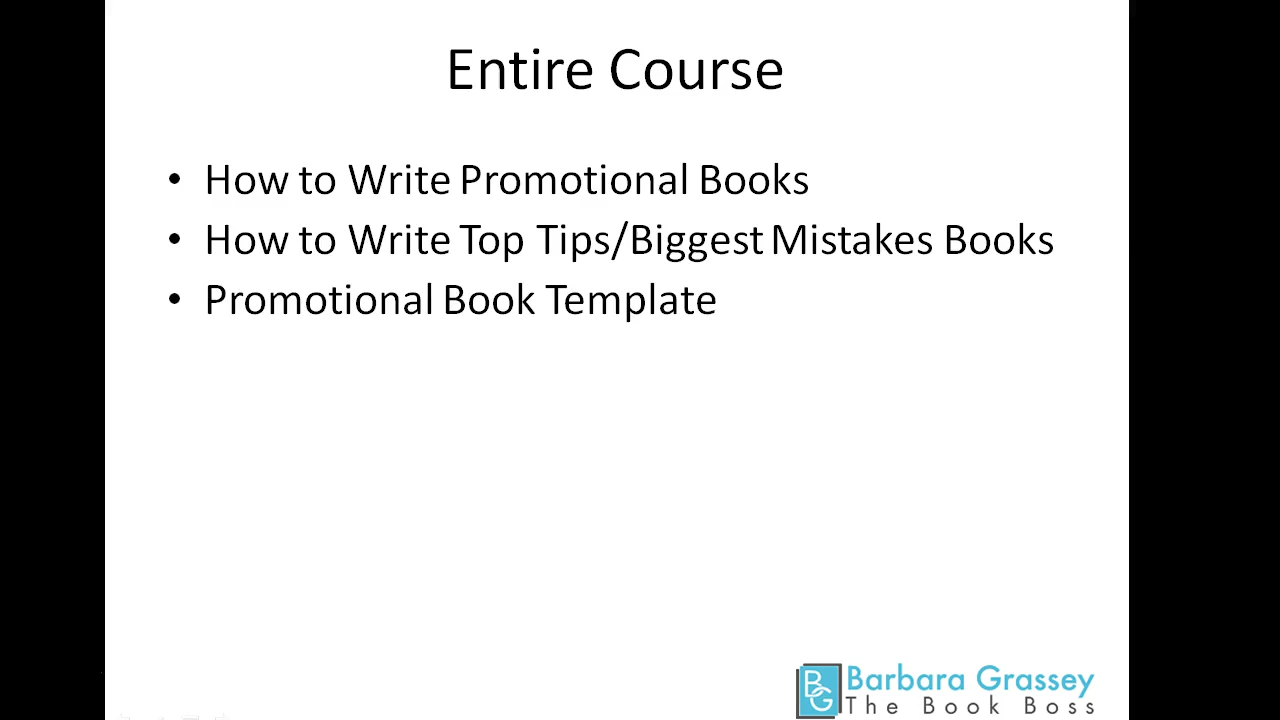 Entire Course
• How to Write Promotional Books
• How to Write Top Tips/Biggest Mistakes Books
• Promotional Book Template
BG Barbara Grassey
The Book Boss